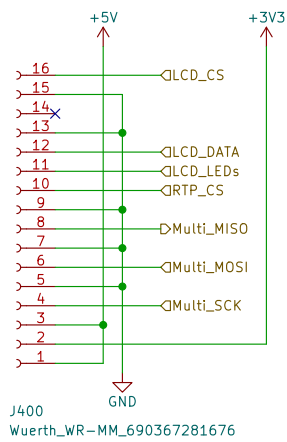 +5V
+3V3
16
LCD_CS
15
14
13
12
LCD_DATA
11
LCD_LEDs
10
RTP_CS
9
8
Multi_MISO
7
6
Multi_MOSI
5
4
Multi_SCK
3
2
1
GND
J400
Wuerth_WR-MM_690367281676